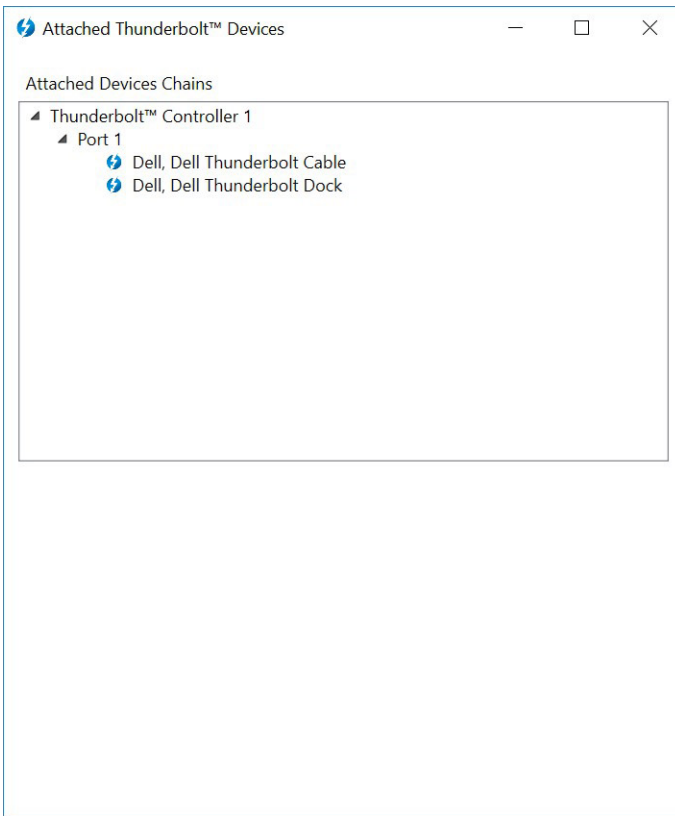 Attached Thunderbolt™ Devices
Attached Devices Chains
Thunderbolt™ Controller 1
Port 1
Dell, Dell Thunderbolt Cable
Dell, Dell Thunderbolt Dock